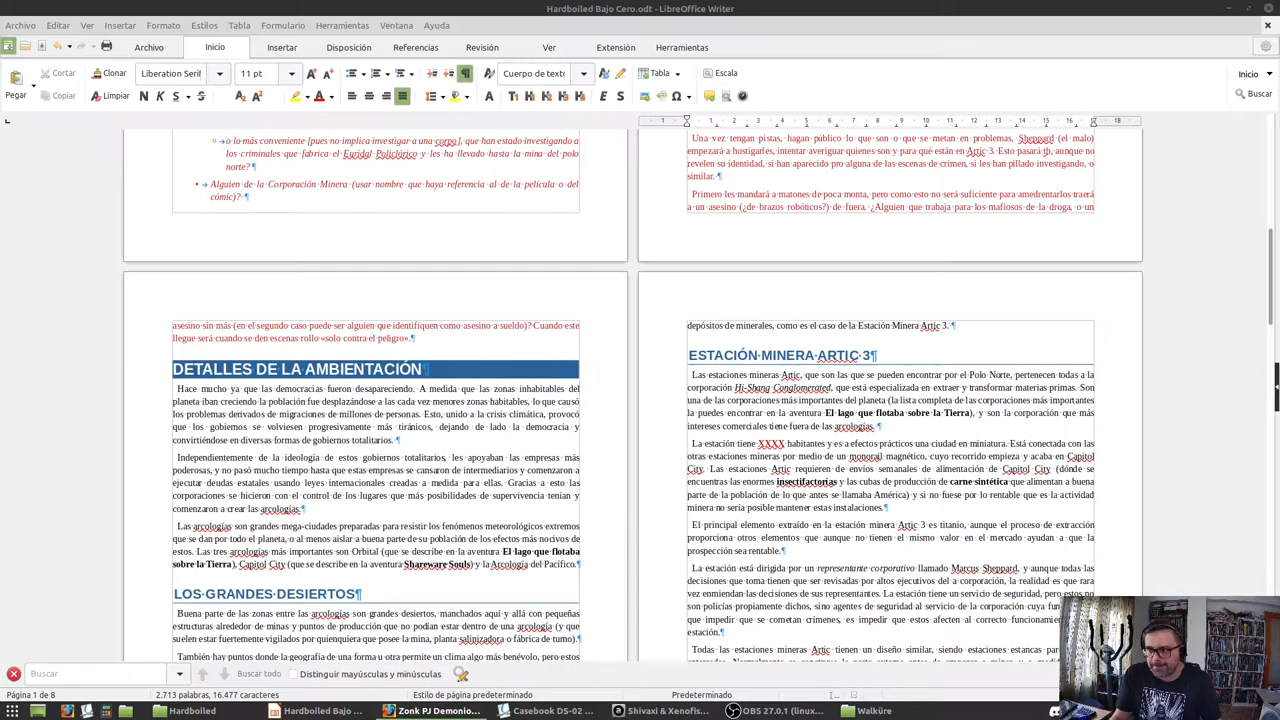 Hardboiled Bajo Cero.odt - LibreOffice Writer
Archivo Editar Ver Insertar Formato Estilos Tabla Formulario Herramientas Ventana Ayuda
Archivo Inicio Insertar Disposición Referencias Revisión Ver Extensión Herramientas
Cortar Clonar Liberation Serif 11 pt Cuerpo de texto Tabla Escala Inicio
Pegar Copiar Limpiar Buscar
o lo más conveniente [pues no implica investigar a una corpo], que han estado investigando a
los criminales que fabrica el Euridal Policlórico y les ha llevado hasta la mina del polo
norte? ¶
Alguien de la Corporación Minera (usar nombre que haya referencia al de la película o del
cómic)? ¶
Una vez tengan pistas, hagan público lo que son o que se metan en problemas, Sheppard (el malo)
empezará a hostigarles, intentar averiguar quienes son y para qué están en Artic 3. Esto pasará tb, aunque no
revelen su identidad, si han aparecido pro alguna de las escenas de crimen, si les han pillado investigando, o
similar. ¶
Primero les mandará a matones de poca monta, pero como esto no será suficiente para amedrentarlos traerá
a un asesino (¿de brazos robóticos?) de fuera. ¿Alguien que trabaja para los mafiosos de la droga, o un
asesino sin más (en el segundo caso puede ser alguien que identifiquen como asesino a sueldo)? Cuando este
llegue será cuando se den escenas rollo «solo contra el peligro».¶
DETALLES DE LA AMBIENTACIÓN¶
Hace mucho ya que las democracias fueron desapareciendo. A medida que las zonas inhabitables del
planeta iban creciendo la población fue desplazándose a las cada vez menores zonas habitables, lo que causó
los problemas derivados de migraciones de millones de personas. Esto, unido a la crisis climática, provocó
que los gobiernos se volviesen progresivamente más tiránicos, dejando de lado la democracia y
convirtiéndose en diversas formas de gobiernos totalitarios. ¶
Independientemente de la ideología de estos gobiernos totalitarios, les apoyaban las empresas más
poderosas, y no pasó mucho tiempo hasta que estas empresas se cansaron de intermediarios y comenzaron a
ejecutar deudas estatales usando leyes internacionales creadas a medida para ellas. Gracias a esto las
corporaciones se hicieron con el control de los lugares que más posibilidades de supervivencia tenían y
comenzaron a crear las arcologías.¶
Las arcologías son grandes mega-ciudades preparadas para resistir los fenómenos meteorológicos extremos
que se dan por todo el planeta, o al menos aislar a buena parte de su población de los efectos más nocivos de
estos. Las tres arcologías más importantes son Orbital (que se describe en la aventura El lago que flotaba
sobre la Tierra), Capitol City (que se describe en la aventura Shareware Souls) y la Arcología del Pacífico.¶
LOS GRANDES DESIERTOS¶
Buena parte de las zonas entre las arcologías son grandes desiertos, manchados aquí y allá con pequeñas
estructuras alrededor de minas y puntos de producción que no podían estar dentro de una arcología (y que
suelen estar fuertemente vigilados por quienquiera que posee la mina, planta salinizadora o fábrica de turno).¶
También hay puntos donde la geografía de una forma u otra permite un clima algo más benévolo, pero estos
depósitos de minerales, como es el caso de la Estación Minera Artic 3. ¶
ESTACIÓN MINERA ARTIC 3¶
Las estaciones mineras Artic, que son las que se pueden encontrar por el Polo Norte, pertenecen todas a la
corporación Hi-Shang Conglomerated, que está especializada en extraer y transformar materias primas. Son
una de las corporaciones más importantes del planeta (la lista completa de las corporaciones más importantes
la puedes encontrar en la aventura El lago que flotaba sobre la Tierra), y son la corporación que más
intereses comerciales tiene fuera de las arcologías. ¶
La estación tiene XXXX habitantes y es a efectos prácticos una ciudad en miniatura. Está conectada con las
otras estaciones mineras por medio de un monorail magnético, cuyo recorrido empieza y acaba en Capitol
City. Las estaciones Artic requieren de envíos semanales de alimentación de Capitol City (dónde se
encuentras las enormes insectifactorias y las cubas de producción de carne sintética que alimentan a buena
parte de la población de lo que antes se llamaba América) y si no fuese por lo rentable que es la actividad
minera no sería posible mantener estas instalaciones.¶
El principal elemento extraído en la estación minera Artic 3 es titanio, aunque el proceso de extracción
proporciona otros elementos que aunque no tienen el mismo valor en el mercado ayudan a que la
prospección sea rentable.¶
La estación está dirigida por un representante corporativo llamado Marcus Sheppard, y aunque todas las
decisiones que toma tienen que ser revisadas por altos ejecutivos del a corporación, la realidad es que rara
vez enmiendan las decisiones de sus representantes. La estación tiene un servicio de seguridad, pero estos no
son policías propiamente dichos, sino agentes de seguridad al servicio de la corporación cuya
que impedir que se cometan crímenes, es impedir que estos afecten al correcto funcionamiento
estación.¶
Todas las estaciones mineras Artic tienen un diseño similar, siendo estaciones estancas
Buscar Buscar todo Distinguir mayúsculas y minúsculas
Página 1 de 8 2.713 palabras, 16.477 caracteres Estilo de página predeterminado Predeterminado
Hardboiled Hardboiled Bajo ... Zonk PJ Demonio... Casebook DS-02 ... Shivaxi & Xenofis... OBS 27.0.1 (linux... Walküre